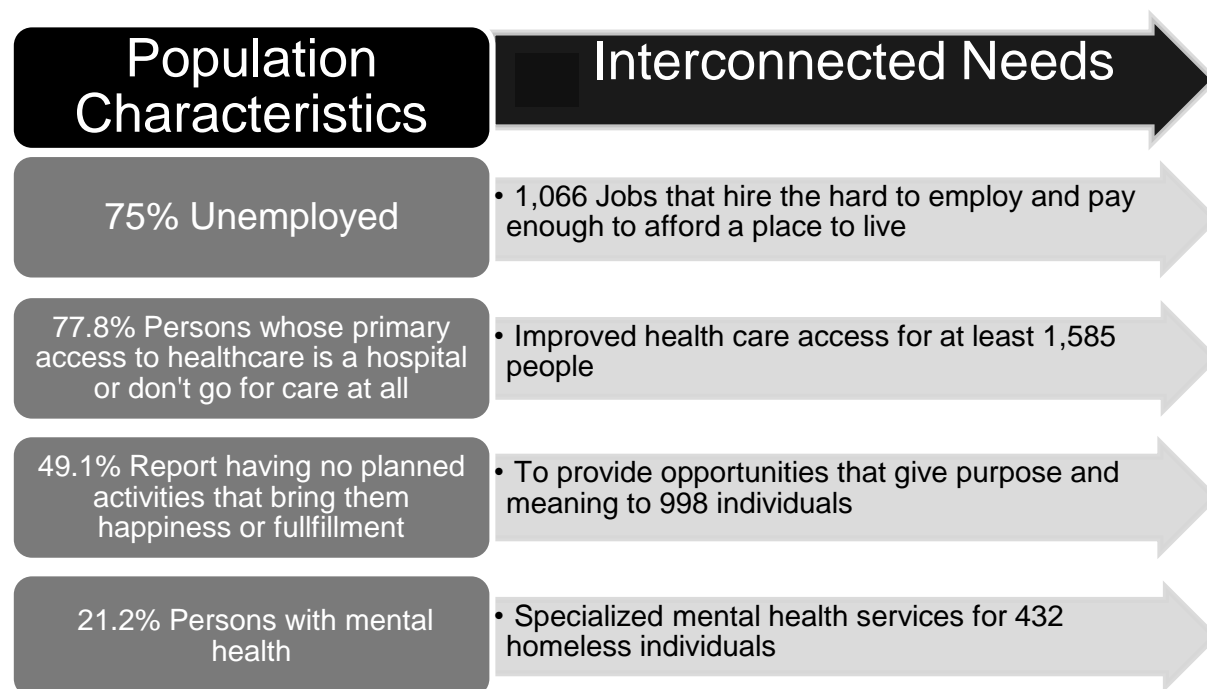 Population
Characteristics
Interconnected Needs
75% Unemployed
• 1,066 Jobs that hire the hard to employ and pay
enough to afford a place to live
77.8% Persons whose primary
access to healthcare is a hospital
or don't go for care at all
• Improved health care access for at least 1,585
people
49.1% Report having no planned
activities that bring them
happiness or fullfillment
• To provide opportunities that give purpose and
meaning to 998 individuals
21.2% Persons with mental
health
• Specialized mental health services for 432
homeless individuals